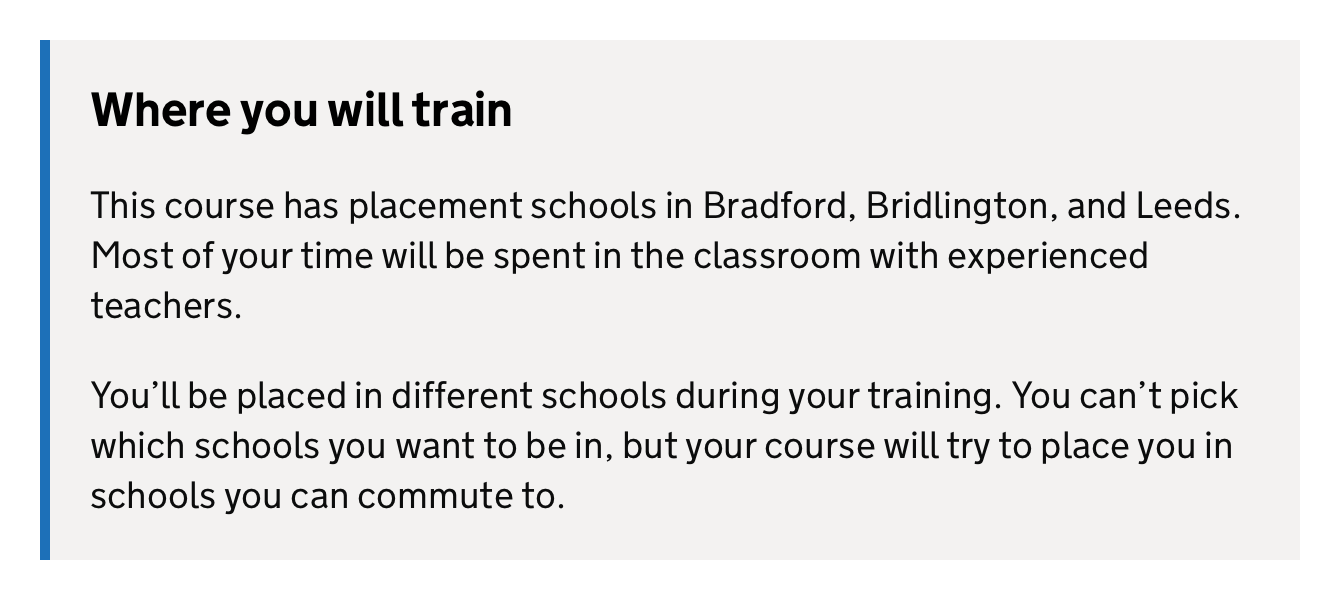 Where you will train
This course has placement schools in Bradford, Bridlington, and Leeds.
Most of your time will be spent in the classroom with experienced
teachers.
You’ll be placed in different schools during your training. You can’t pick
which schools you want to be in, but your course will try to place you in
schools you can commute to.